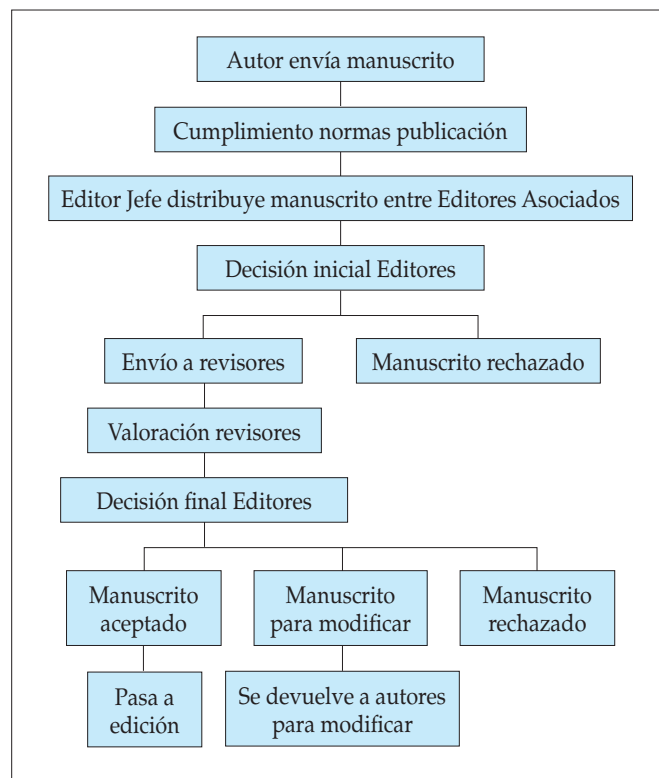 Autor envía manuscrito
Cumplimiento normas publicación
Editor Jefe distribuye manuscrito entre Editores Asociados
Decisión inicial Editores
Envío a revisores
Manuscrito rechazado
Valoración revisores
Decisión final Editores
Manuscrito
aceptado
Manuscrito
para modificar
Manuscrito
rechazado
Pasa a
edición
Se devuelve a autores
para modificar